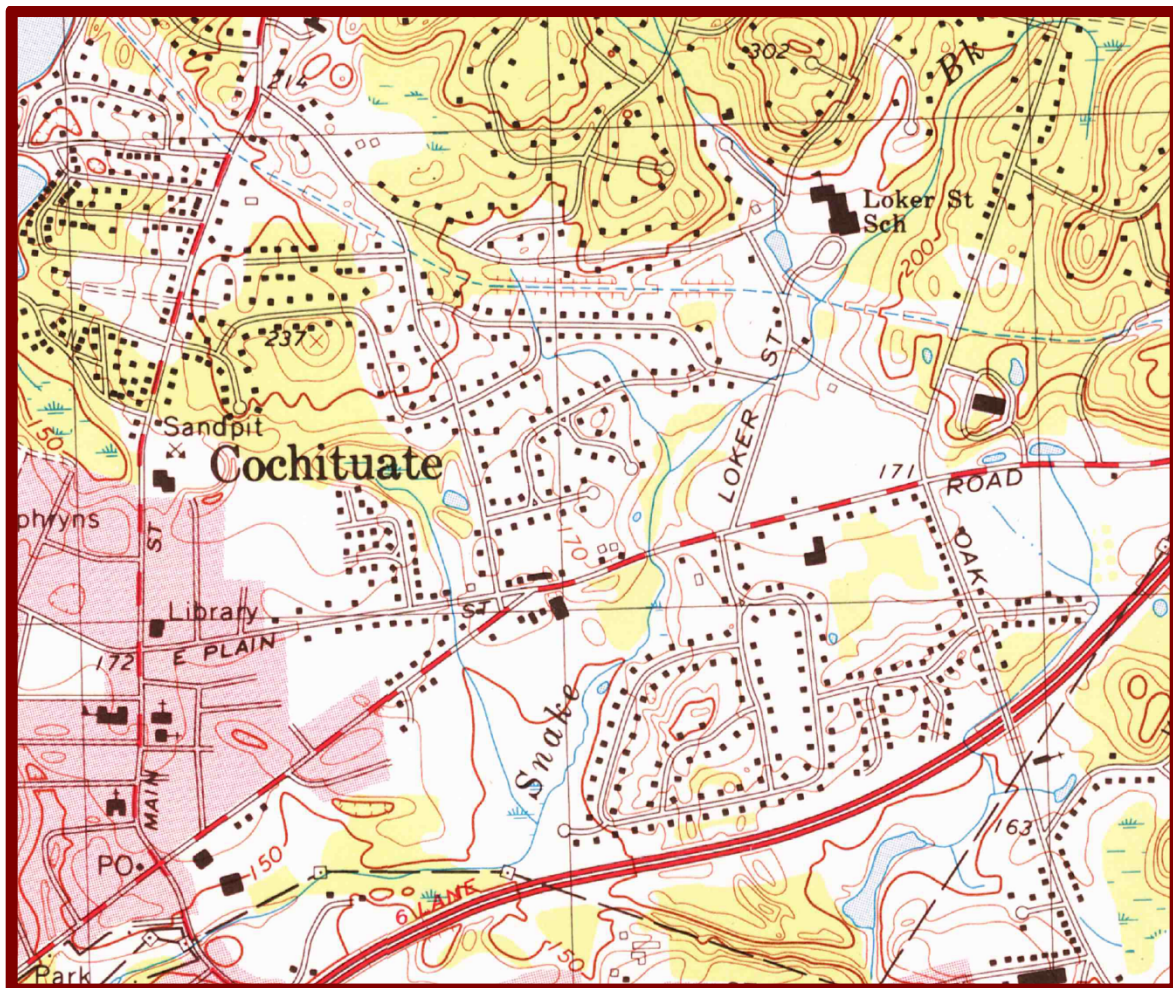 302
Bk
214
Loker St
Sch
200
237
Sandpit
150
Cochituate
LOKER ST
171
ROAD
phryns
ST
170
OAK
Library
ST
E PLAIN
172
Snake
MAIN
163
PO
150
6 LANE
150
Park